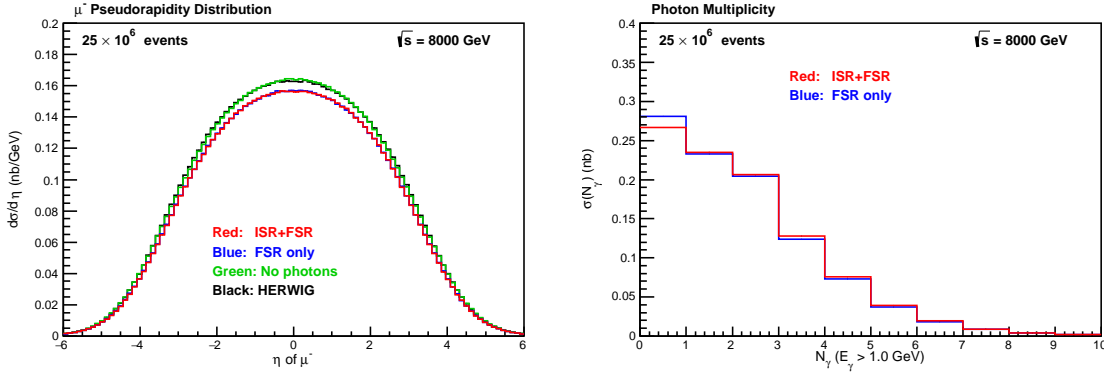 μ⁻ Pseudorapidity Distribution
25 × 10⁶ events
√s = 8000 GeV
dσ/d η (nb/GeV)
0.2
0.18
0.16
0.14
0.12
0.1
0.08
0.06
0.04
0.02
0
Red: ISR+FSR
Blue: FSR only
Green: No photons
Black: HERWIG
−6 −4 −2 0 2 4 6
η of μ⁻
Photon Multiplicity
25 × 10⁶ events
√s = 8000 GeV
σ(N_γ) (nb)
0.4
0.35
0.3
0.25
0.2
0.15
0.1
0.05
0
Red: ISR+FSR
Blue: FSR only
0 1 2 3 4 5 6 7 8 9 10
N_γ (E_γ > 1.0 GeV)